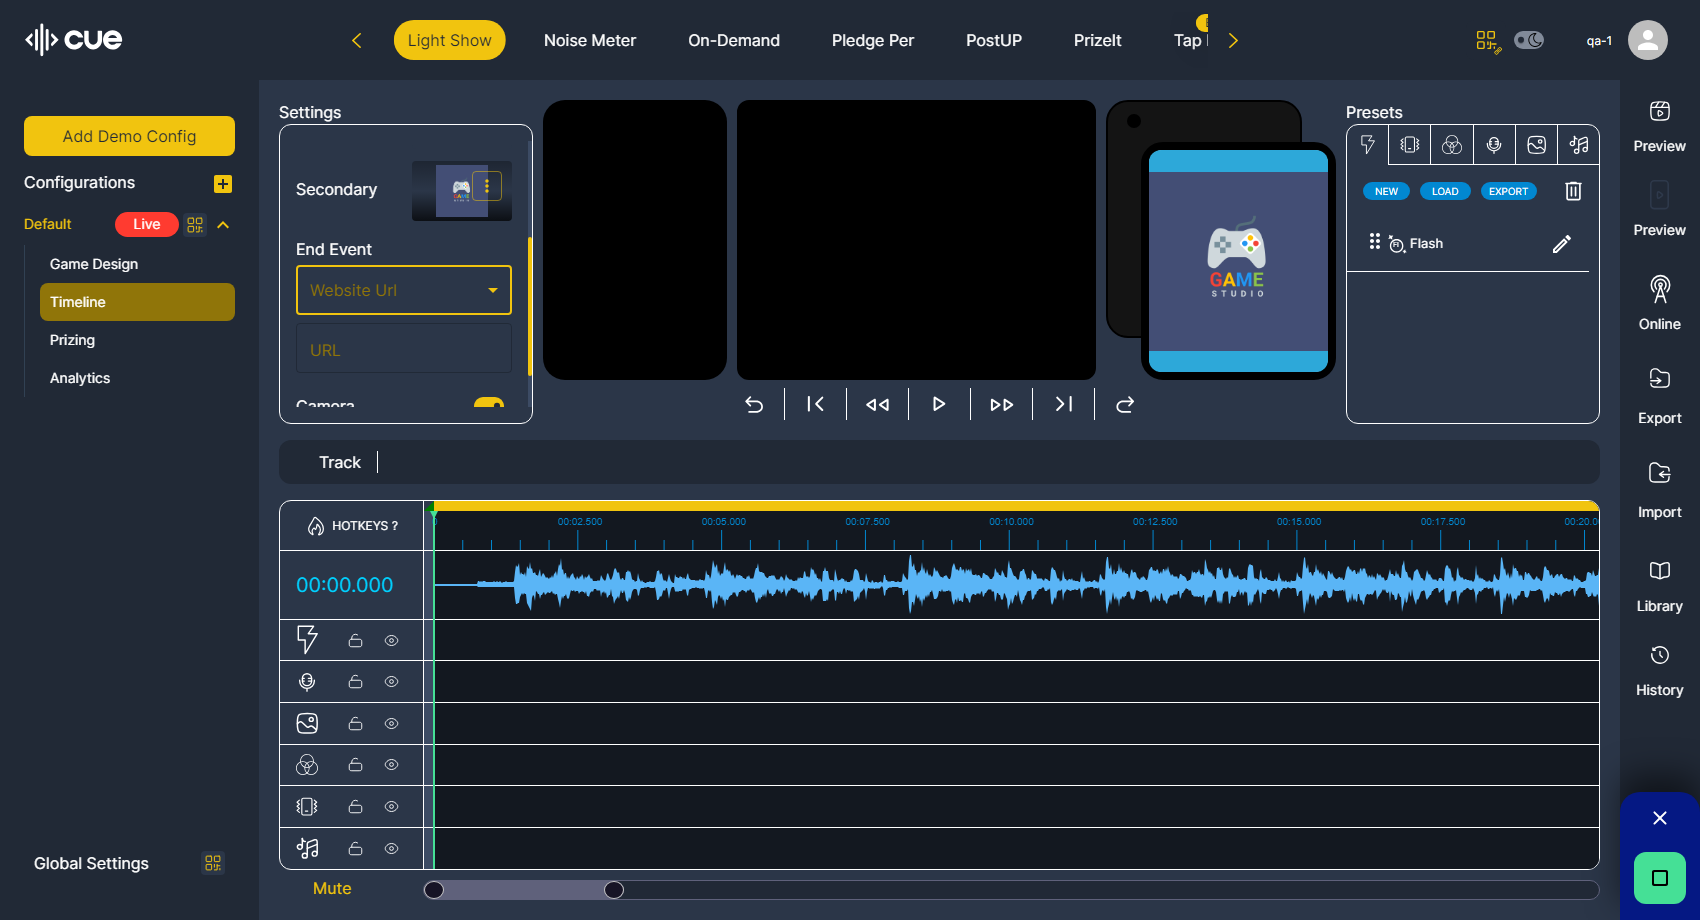 cue
Light Show
Noise Meter
On-Demand
Pledge Per
PostUP
PrizeIt
Tap
qa-1
Add Demo Config
Configurations
Default
Live
Game Design
Timeline
Prizing
Analytics
Global Settings
Settings
Secondary
GAME
STUDIO
End Event
Website Url
URL
Camera
GAME
STUDIO
Presets
NEW
LOAD
EXPORT
FI
Flash
Preview
Preview
Online
Export
Import
Library
History
Track
HOTKEYS ?
00:02.500
00:05.000
00:07.500
00:10.000
00:12.500
00:15.000
00:17.500
00:20.0
00:00.000
Mute